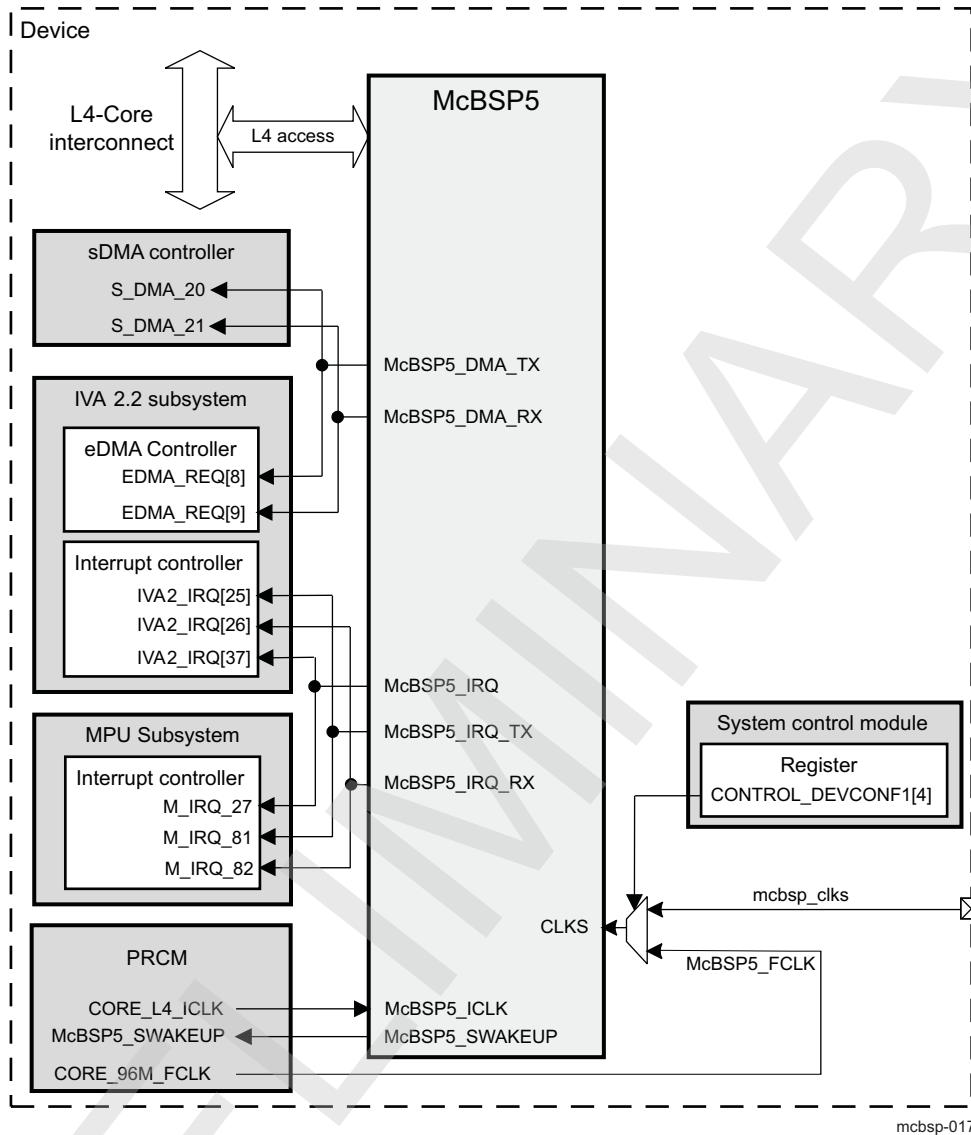 Device
McBSP5
L4-Core
interconnect
L4 access
sDMA controller
S_DMA_20
S_DMA_21
McBSP5_DMA_TX
McBSP5_DMA_RX
IVA 2.2 subsystem
eDMA Controller
EDMA_REQ[8]
EDMA_REQ[9]
Interrupt controller
IVA2_IRQ[25]
IVA2_IRQ[26]
IVA2_IRQ[37]
McBSP5_IRQ
McBSP5_IRQ_TX
McBSP5_IRQ_RX
MPU Subsystem
Interrupt controller
M_IRQ_27
M_IRQ_81
M_IRQ_82
System control module
Register
CONTROL_DEVCONF1[4]
mcbsp_clks
CLKS
McBSP5_FCLK
PRCM
CORE_L4_ICLK
McBSP5_SWAKEUP
CORE_96M_FCLK
McBSP5_ICLK
McBSP5_SWAKEUP
mcbsp-017
ELIMINARY